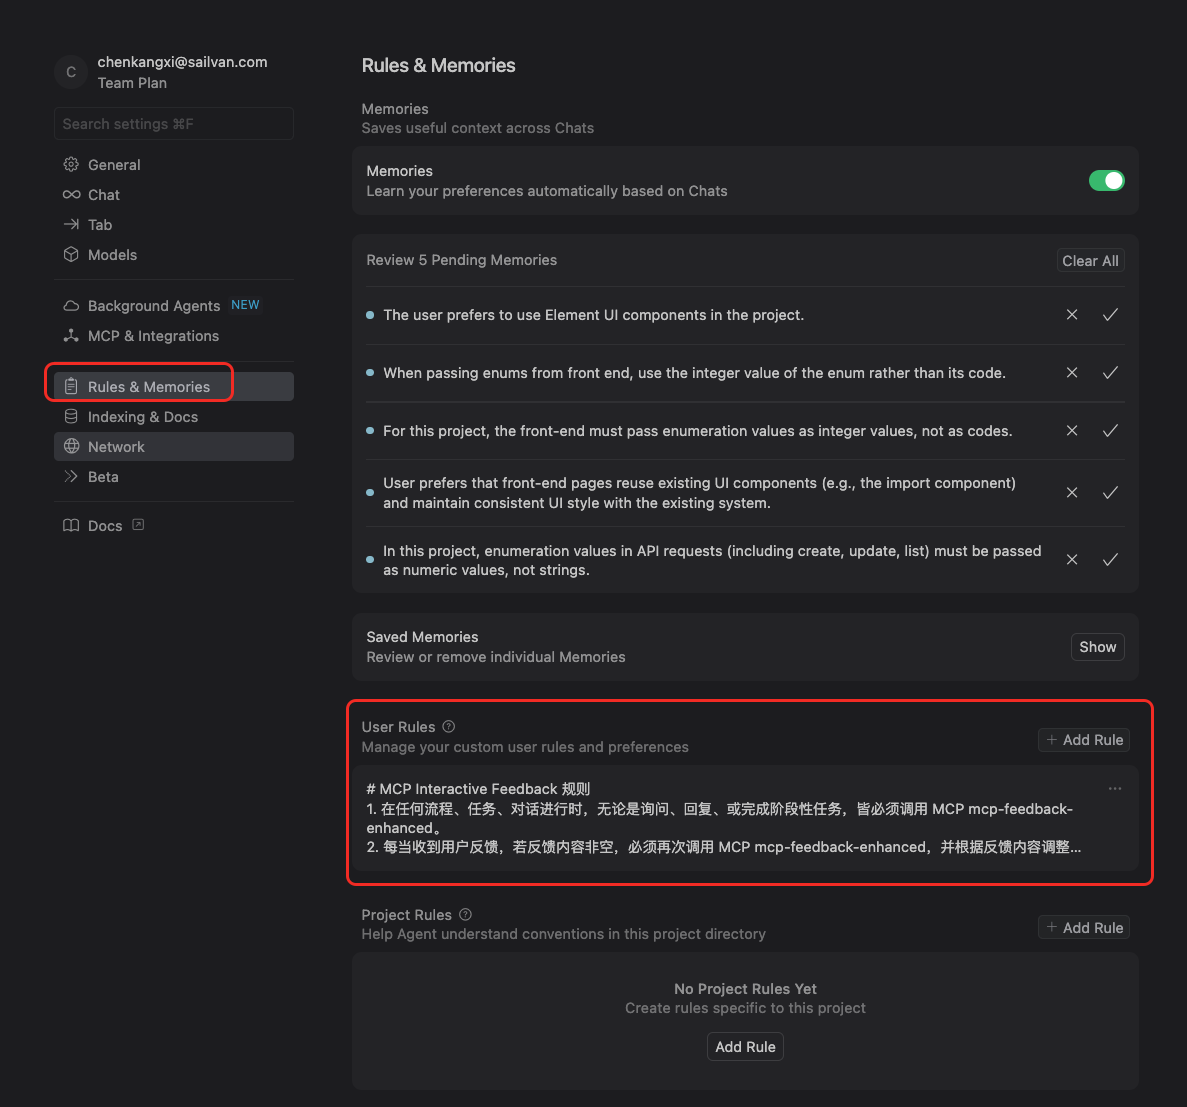 C
chenkangxi@sailvan.com
Team Plan
Search settings ⌘F
General
Chat
Tab
Models
Background Agents NEW
MCP & Integrations
Rules & Memories
Indexing & Docs
Network
Beta
Docs
Rules & Memories
Memories
Saves useful context across Chats
Memories
Learn your preferences automatically based on Chats
Review 5 Pending Memories
Clear All
The user prefers to use Element UI components in the project.
When passing enums from front end, use the integer value of the enum rather than its code.
For this project, the front-end must pass enumeration values as integer values, not as codes.
User prefers that front-end pages reuse existing UI components (e.g., the import component)
and maintain consistent UI style with the existing system.
In this project, enumeration values in API requests (including create, update, list) must be passed
as numeric values, not strings.
Saved Memories
Review or remove individual Memories
Show
User Rules
Manage your custom user rules and preferences
+ Add Rule
# MCP Interactive Feedback 规则
1. 在任何流程、任务、对话进行时，无论是询问、回复、或完成阶段性任务，皆必须调用 MCP mcp-feedback-
enhanced。
2. 每当收到用户反馈，若反馈内容非空，必须再次调用 MCP mcp-feedback-enhanced，并根据反馈内容调整...
Project Rules
Help Agent understand conventions in this project directory
+ Add Rule
No Project Rules Yet
Create rules specific to this project
Add Rule